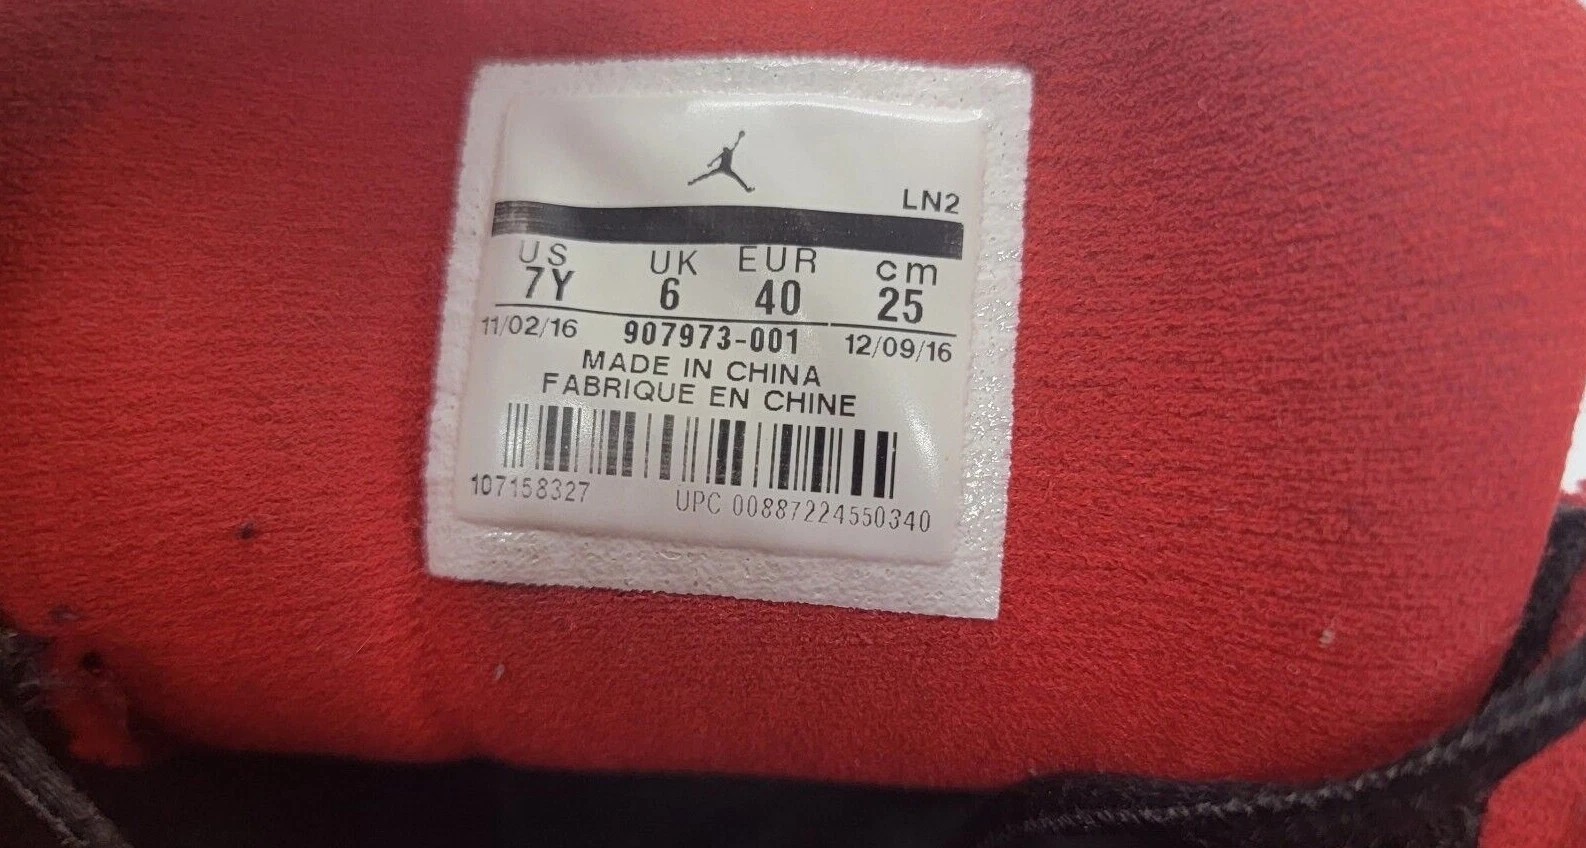 LN2
US UK EUR cm
7Y 6 40 25
11/02/16 907973-001 12/09/16
MADE IN CHINA
FABRIQUE EN CHINE
107158327 UPC 00887224550340